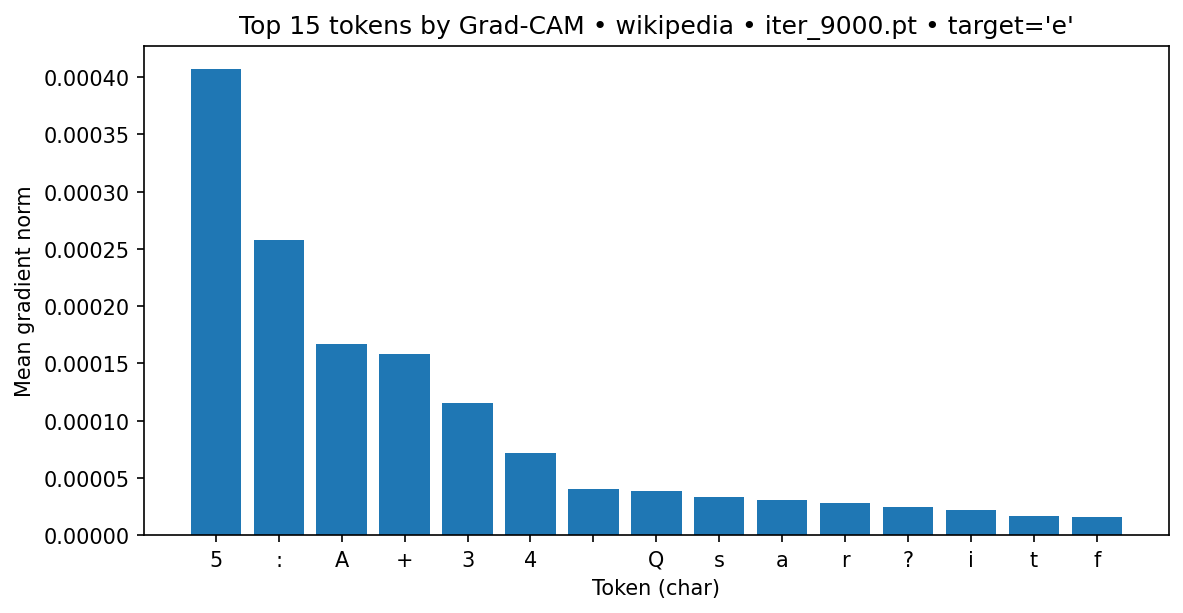 Top 15 tokens by Grad-CAM • wikipedia • iter_9000.pt • target='e'
Mean gradient norm
0.00040
0.00035
0.00030
0.00025
0.00020
0.00015
0.00010
0.00005
0.00000
5 : A + 3 4 Q s a r ? i t f
Token (char)